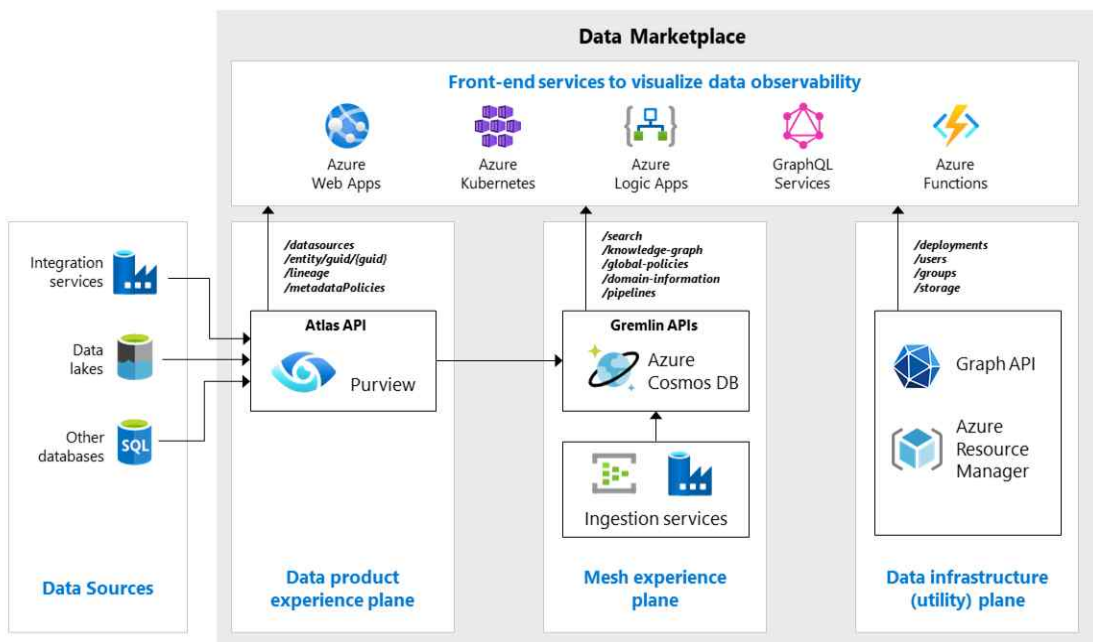 Data Marketplace
Front-end services to visualize data observability
Azure
Web Apps
Azure
Kubernetes
Azure
Logic Apps
GraphQL
Services
Azure
Functions
Integration
services
Data
lakes
Other
databases
SQL
Data Sources
/datasources
/entity/guid/{guid}
/lineage
/metadataPolicies
Atlas API
Purview
Data product
experience plane
/search
/knowledge-graph
/global-policies
/domain-information
/pipelines
Gremlin APIs
Azure
Cosmos DB
Ingestion services
Mesh experience
plane
/deployments
/users
/groups
/storage
Graph API
Azure
Resource
Manager
Data infrastructure
(utility) plane